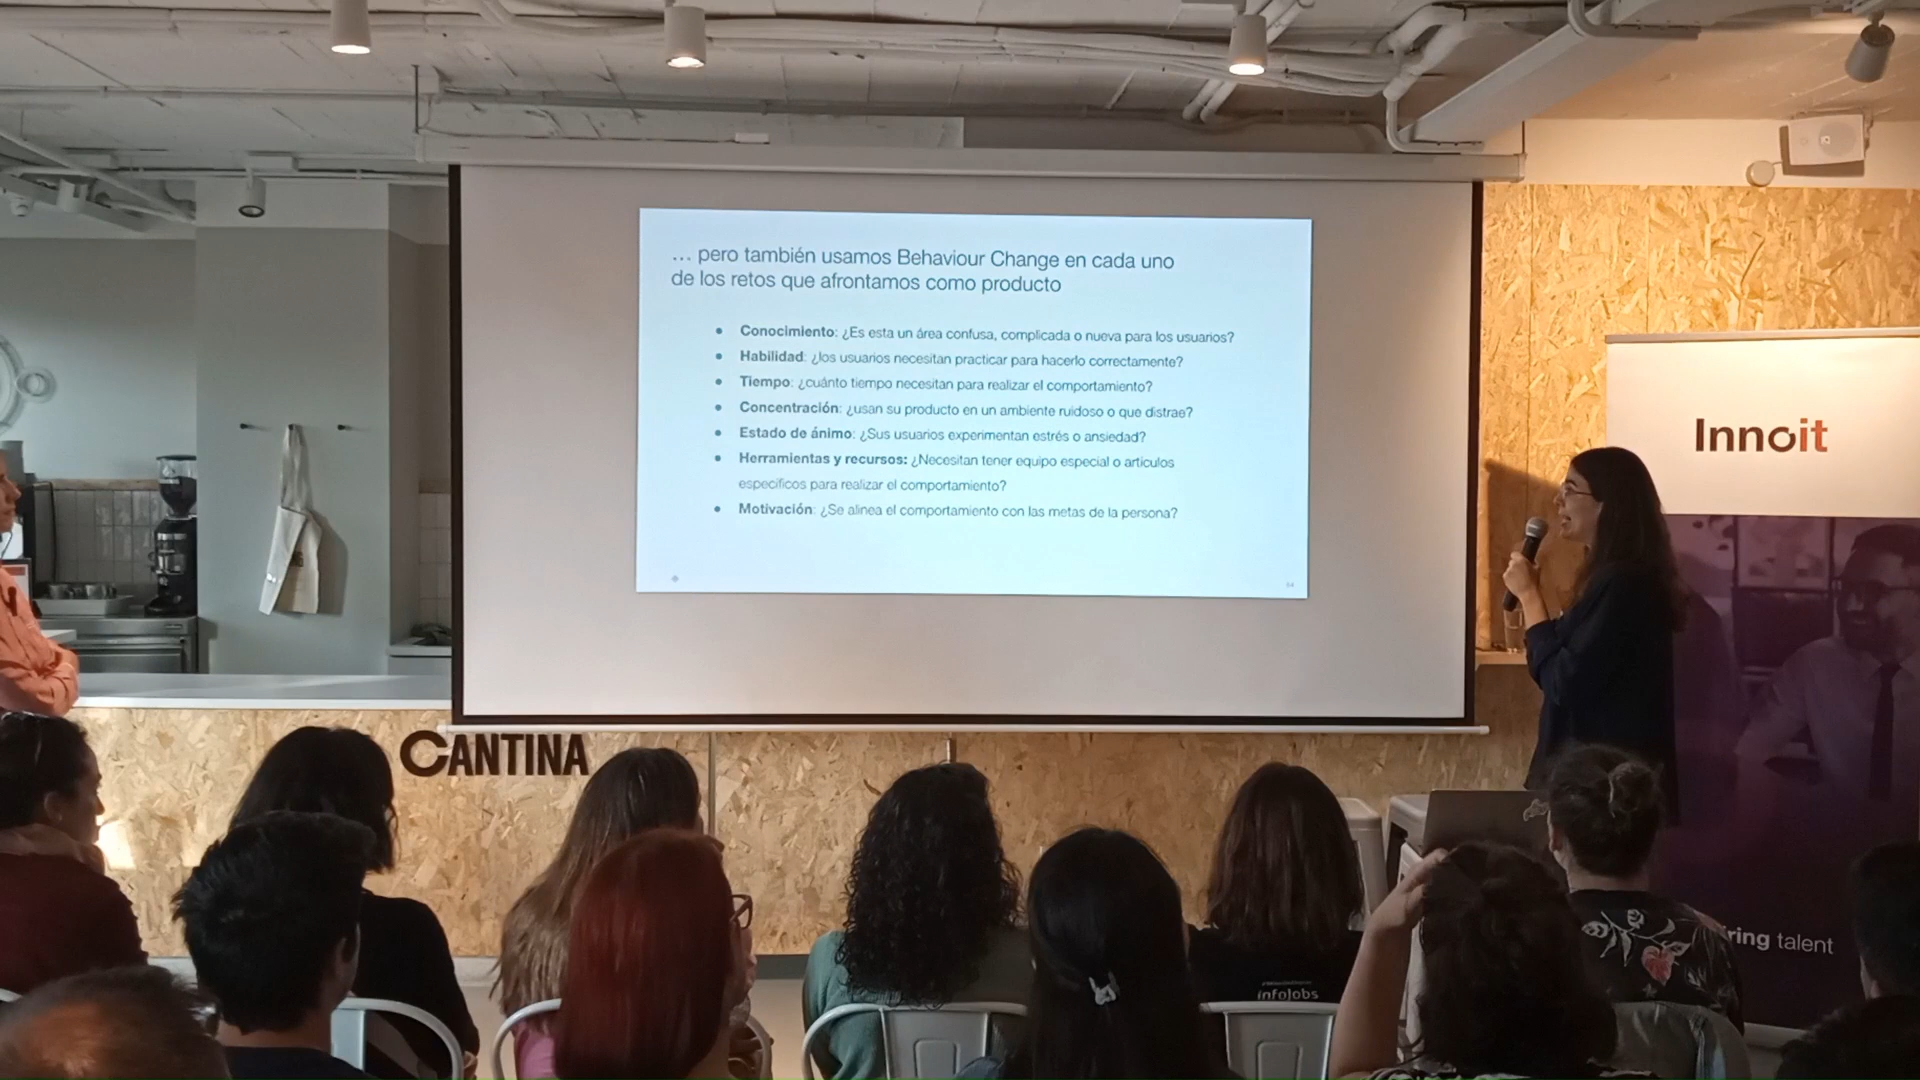 ... pero también usamos Behaviour Change en cada uno
de los retos que afrontamos como producto
• Conocimiento: ¿Es esta un área confusa, complicada o nueva para los usuarios?
• Habilidad: ¿los usuarios necesitan practicar para hacerlo correctamente?
• Tiempo: ¿cuánto tiempo necesitan para realizar el comportamiento?
• Concentración: ¿usan su producto en un ambiente ruidoso o que distrae?
• Estado de ánimo: ¿Sus usuarios experimentan estrés o ansiedad?
• Herramientas y recursos: ¿Necesitan tener equipo especial o artículos
específicos para realizar el comportamiento?
• Motivación: ¿Se alinea el comportamiento con las metas de la persona?
Innoit
CANTINA
talent
infoJobs